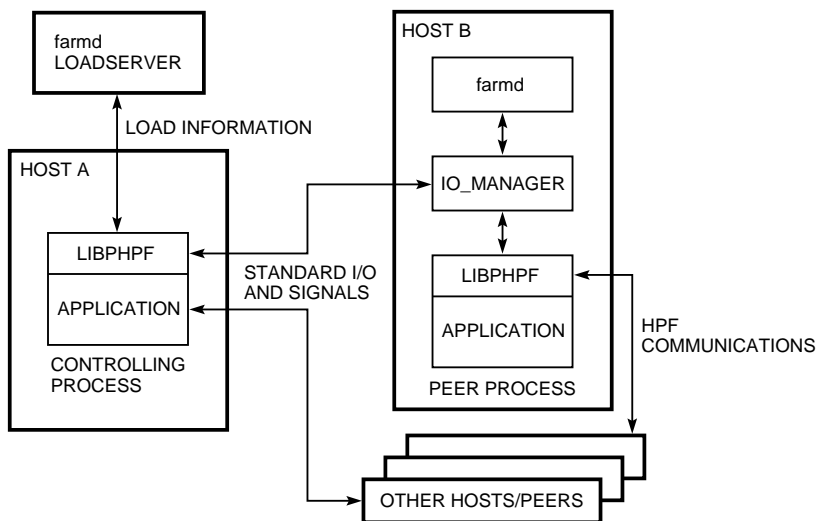 farmd
LOADSERVER
LOAD INFORMATION
HOST A
LIBPHPF
APPLICATION
CONTROLLING
PROCESS
STANDARD I/O
AND SIGNALS
HOST B
farmd
IO_MANAGER
LIBPHPF
APPLICATION
PEER PROCESS
HPF
COMMUNICATIONS
OTHER HOSTS/PEERS